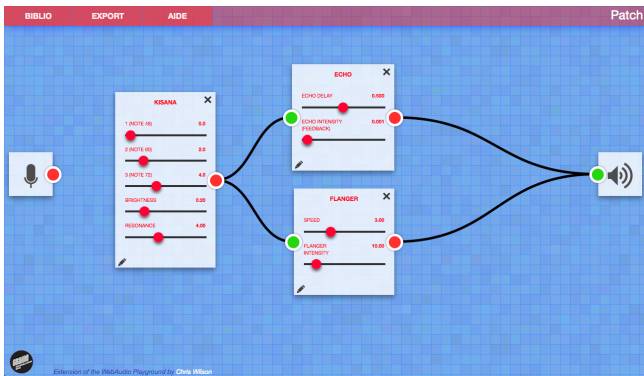 BIBLIO EXPORT AIDE Patch
KISANA
1 (NOTE 48) 0.0
2 (NOTE 60) 2.0
3 (NOTE 72) 4.0
BRIGHTNESS 0.20
RESONANCE 4.00
ECHO
ECHO DELAY 0.500
ECHO INTENSITY 0.001
(FEEDBACK)
FLANGER
SPEED 3.00
FLANGER 10.00
INTENSITY
Extension of the WebAudio Playground by Chris Wilson